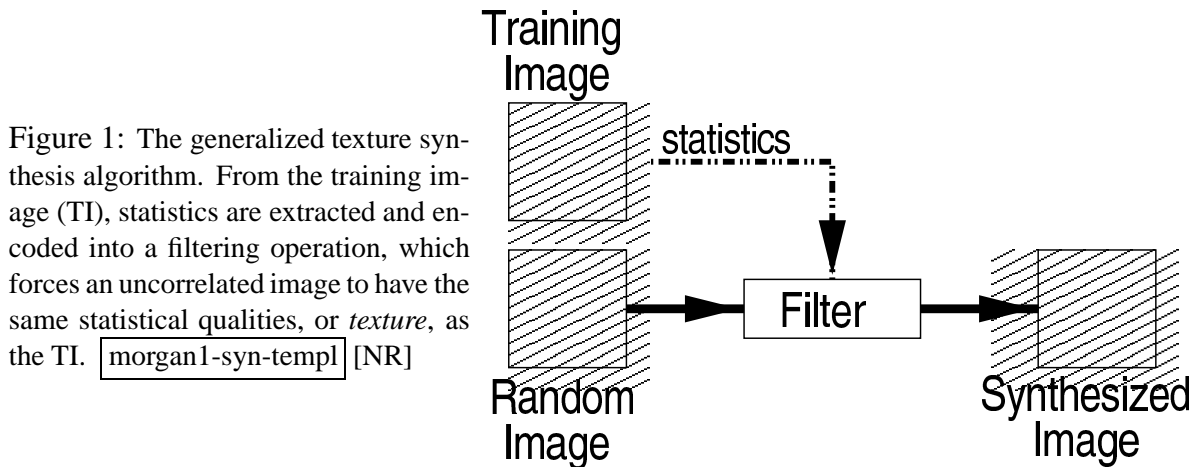 Figure 1: The generalized texture syn-
thesis algorithm. From the training im-
age (TI), statistics are extracted and en-
coded into a filtering operation, which
forces an uncorrelated image to have the
same statistical qualities, or texture, as
the TI. morgan1-syn-templ [NR]
Training
Image
statistics
Filter
Random
Image
Synthesized
Image